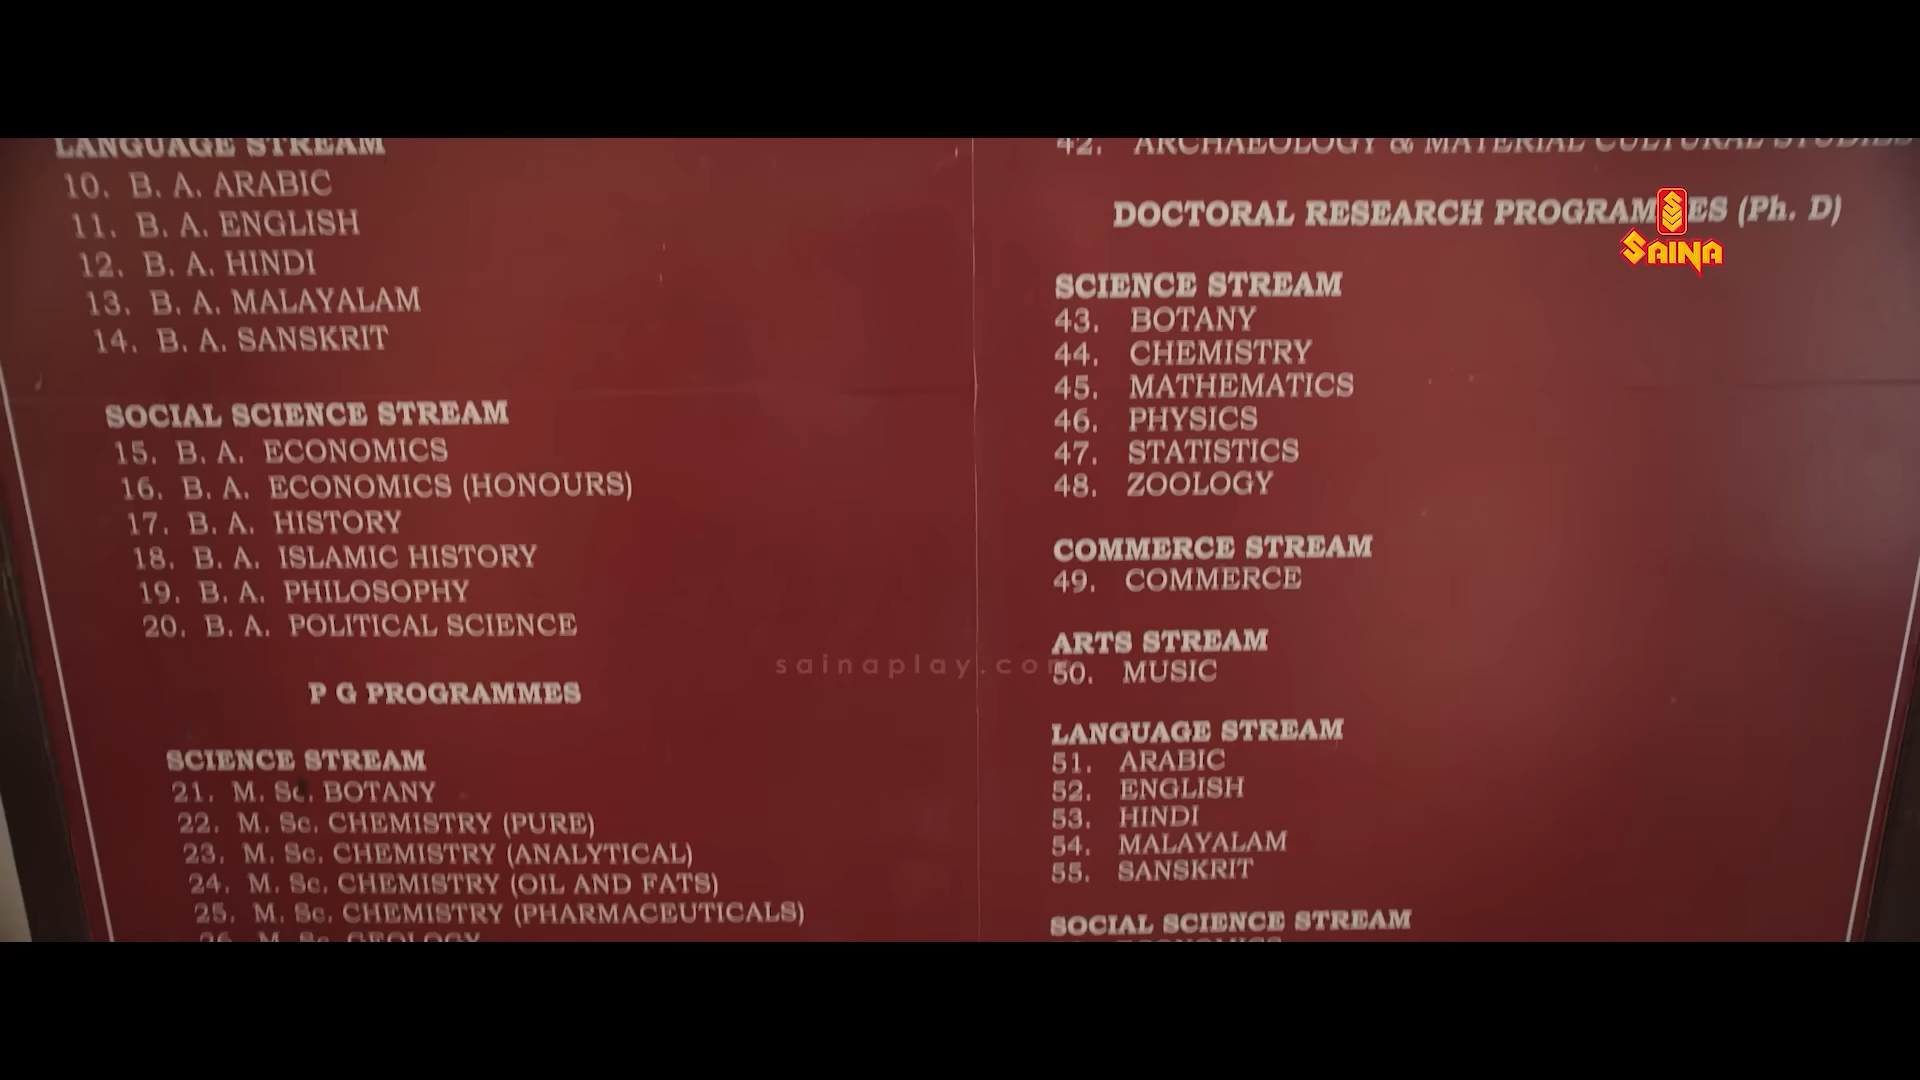 LANGUAGE STREAM
10. B. A. ARABIC
11. B. A. ENGLISH
12. B. A. HINDI
13. B. A. MALAYALAM
14. B. A. SANSKRIT
SOCIAL SCIENCE STREAM
15. B. A. ECONOMICS
16. B. A. ECONOMICS (HONOURS)
17. B. A. HISTORY
18. B. A. ISLAMIC HISTORY
19. B. A. PHILOSOPHY
20. B. A. POLITICAL SCIENCE
P G PROGRAMMES
SCIENCE STREAM
21. M. Sc. BOTANY
22. M. Sc. CHEMISTRY (PURE)
23. M. Sc. CHEMISTRY (ANALYTICAL)
24. M. Sc. CHEMISTRY (OIL AND FATS)
25. M. Sc. CHEMISTRY (PHARMACEUTICALS)
26. M. Sc. GEOLOGY
42. ARCHAEOLOGY & MATERIAL CULTURAL STUDIES
DOCTORAL RESEARCH PROGRAMMES (Ph. D)
SCIENCE STREAM
43. BOTANY
44. CHEMISTRY
45. MATHEMATICS
46. PHYSICS
47. STATISTICS
48. ZOOLOGY
COMMERCE STREAM
49. COMMERCE
ARTS STREAM
50. MUSIC
LANGUAGE STREAM
51. ARABIC
52. ENGLISH
53. HINDI
54. MALAYALAM
55. SANSKRIT
SOCIAL SCIENCE STREAM
SAINA
sainaplay.com